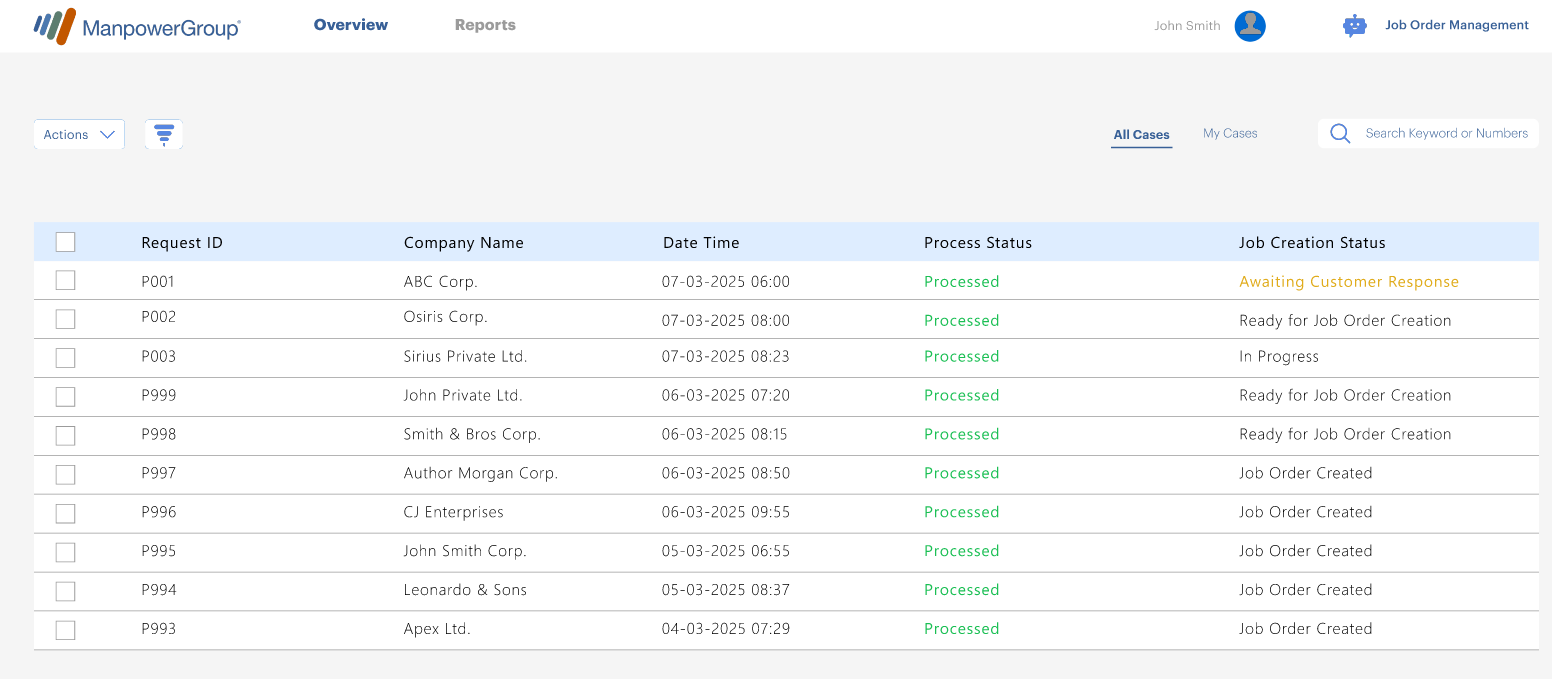 ManpowerGroup® Overview Reports John Smith Job Order Management
Actions All Cases My Cases Search Keyword or Numbers
Request ID Company Name Date Time Process Status Job Creation Status
P001 ABC Corp. 07-03-2025 06:00 Processed Awaiting Customer Response
P002 Osiris Corp. 07-03-2025 08:00 Processed Ready for Job Order Creation
P003 Sirius Private Ltd. 07-03-2025 08:23 Processed In Progress
P999 John Private Ltd. 06-03-2025 07:20 Processed Ready for Job Order Creation
P998 Smith & Bros Corp. 06-03-2025 08:15 Processed Ready for Job Order Creation
P997 Author Morgan Corp. 06-03-2025 08:50 Processed Job Order Created
P996 CJ Enterprises 06-03-2025 09:55 Processed Job Order Created
P995 John Smith Corp. 05-03-2025 06:55 Processed Job Order Created
P994 Leonardo & Sons 05-03-2025 08:37 Processed Job Order Created
P993 Apex Ltd. 04-03-2025 07:29 Processed Job Order Created